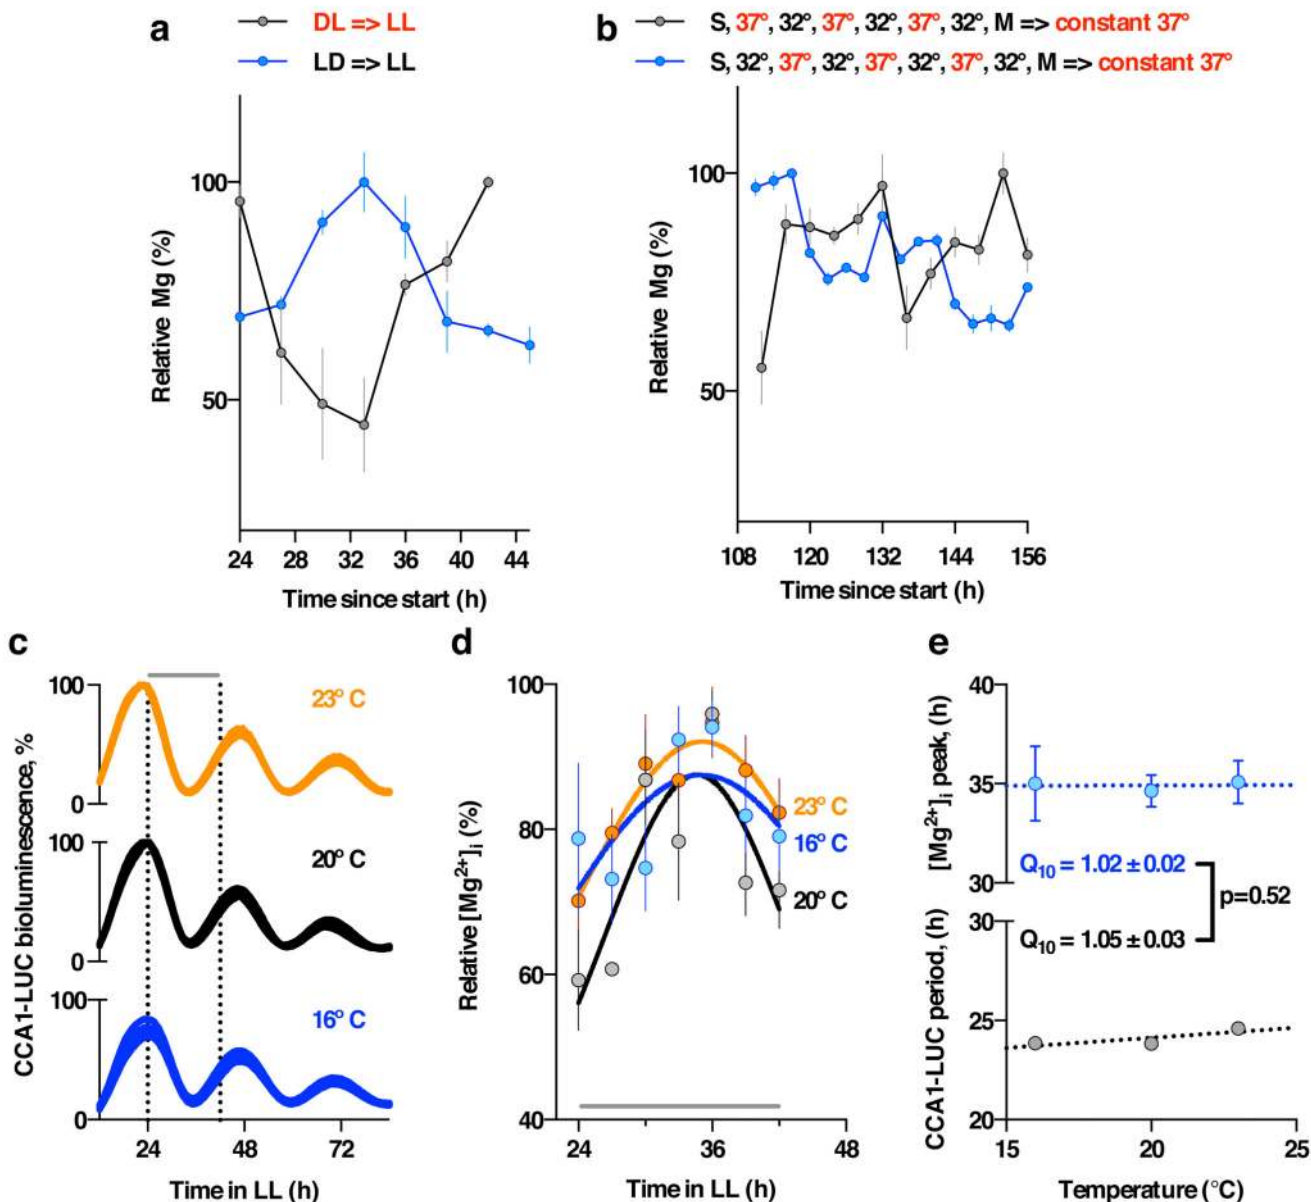 a
DL => LL
LD => LL
Relative Mg (%)
100
50
24 28 32 36 40 44
Time since start (h)
b
S, 37°, 32°, 37°, 32°, 37°, 32°, M => constant 37°
S, 32°, 37°, 32°, 37°, 32°, 37°, 32°, M => constant 37°
Relative Mg (%)
100
50
108 120 132 144 156
Time since start (h)
c
CCA1-LUC bioluminescence, %
100
23° C
0
100
20° C
0
100
16° C
0
24 48 72
Time in LL (h)
d
Relative [Mg²⁺]ᵢ (%)
100
80
60
40
23° C
16° C
20° C
24 36 48
Time in LL (h)
e
[Mg²⁺]ᵢ peak, (h)
40
35
30
Q₁₀ = 1.02 ± 0.02
p=0.52
Q₁₀ = 1.05 ± 0.03
CCA1-LUC period, (h)
30
25
20
15 20 25
Temperature (°C)